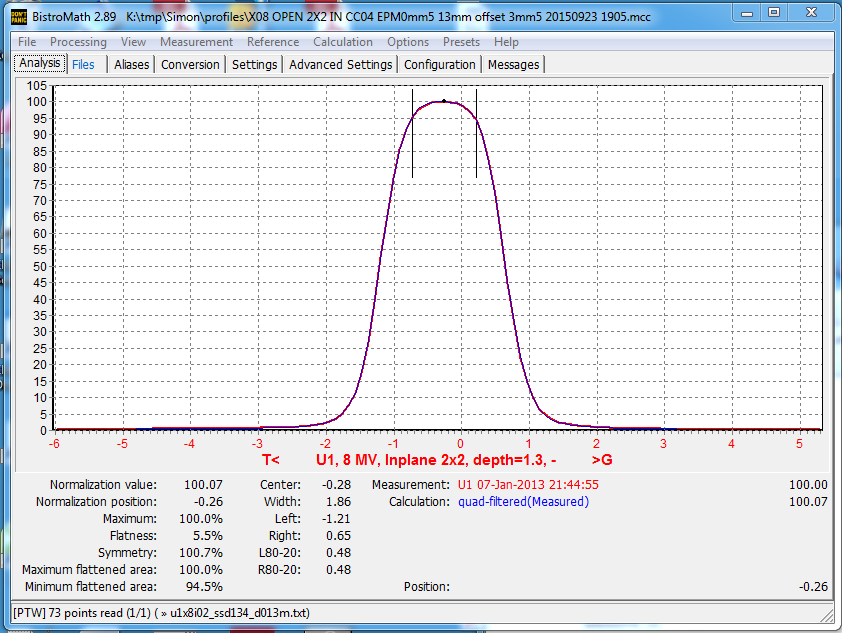 DON'T PANIC BistroMath 2.89 K:\tmp\Simon\profiles\X08 OPEN 2X2 IN CC04 EPM0mm5 13mm offset 3mm5 20150923 1905.mcc
File Processing View Measurement Reference Calculation Options Presets Help
Analysis Files Aliases Conversion Settings Advanced Settings Configuration Messages
105
100
95
90
85
80
75
70
65
60
55
50
45
40
35
30
25
20
15
10
5
0
-6 -5 -4 -3 -2 -1 0 1 2 3 4 5
T< U1, 8 MV, Inplane 2x2, depth=1.3, - >G
Normalization value: 100.07 Center: -0.28 Measurement: U1 07-Jan-2013 21:44:55 100.00
Normalization position: -0.26 Width: 1.86 Calculation: quad-filtered(Measured) 100.07
Maximum: 100.0% Left: -1.21
Flatness: 5.5% Right: 0.65
Symmetry: 100.7% L80-20: 0.48
Maximum flattened area: 100.0% R80-20: 0.48
Minimum flattened area: 94.5% Position: -0.26
[PTW] 73 points read (1/1) ( » u1x8i02_ssd134_d013m.txt)